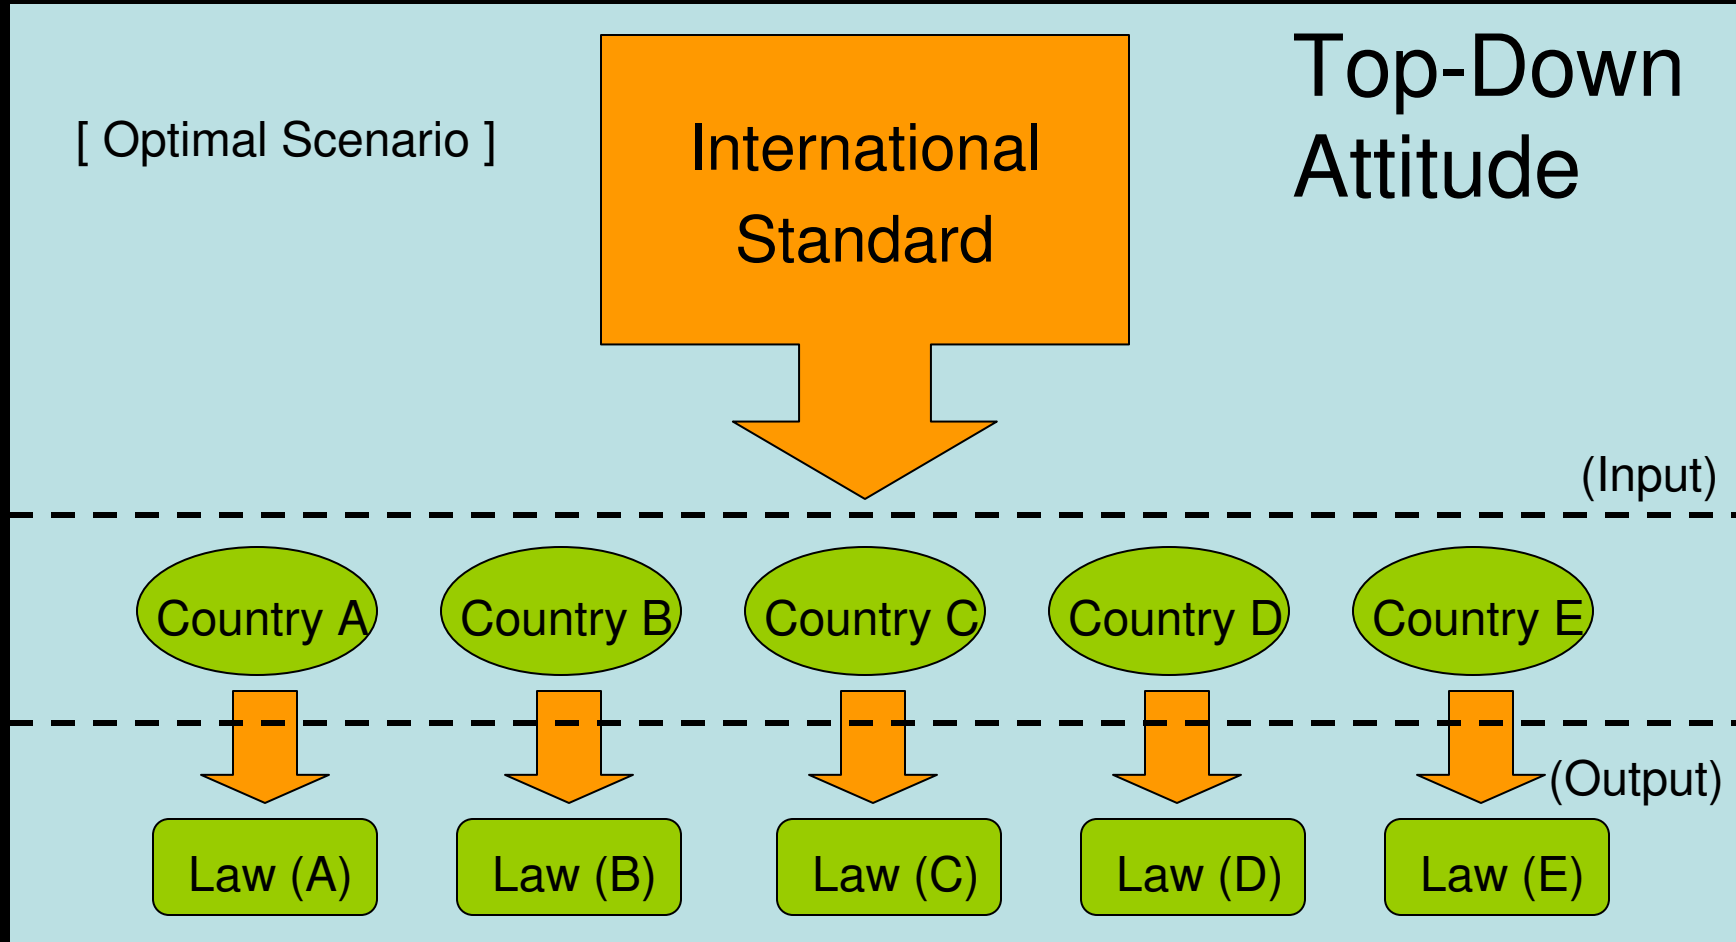 Top-Down
Attitude
[ Optimal Scenario ]
International
Standard
(Input)
Country A
Country B
Country C
Country D
Country E
(Output)
Law (A)
Law (B)
Law (C)
Law (D)
Law (E)